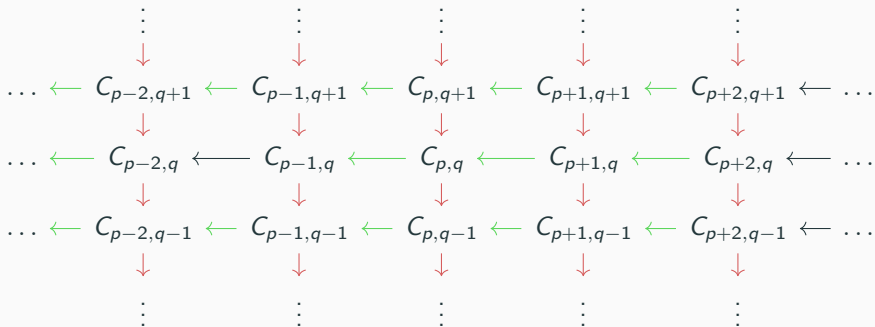 ⋮ ⋮ ⋮ ⋮ ⋮
… ← C_{p−2,q+1} ← C_{p−1,q+1} ← C_{p,q+1} ← C_{p+1,q+1} ← C_{p+2,q+1} ← …
… ← C_{p−2,q} ← C_{p−1,q} ← C_{p,q} ← C_{p+1,q} ← C_{p+2,q} ← …
… ← C_{p−2,q−1} ← C_{p−1,q−1} ← C_{p,q−1} ← C_{p+1,q−1} ← C_{p+2,q−1} ← …
⋮ ⋮ ⋮ ⋮ ⋮